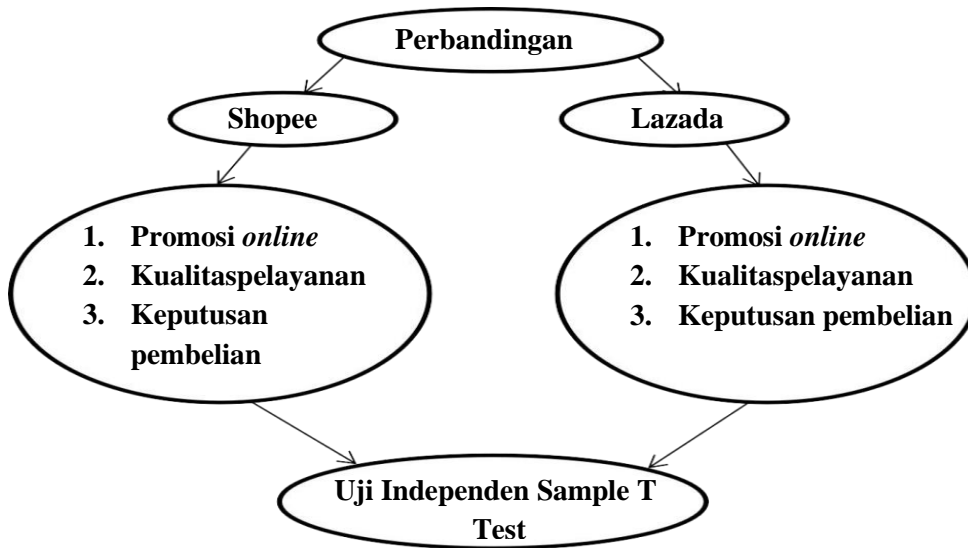 Perbandingan
Shopee
Lazada
1. Promosi online
2. Kualitaspelayanan
3. Keputusan
pembelian
1. Promosi online
2. Kualitaspelayanan
3. Keputusan pembelian
Uji Independen Sample T
Test